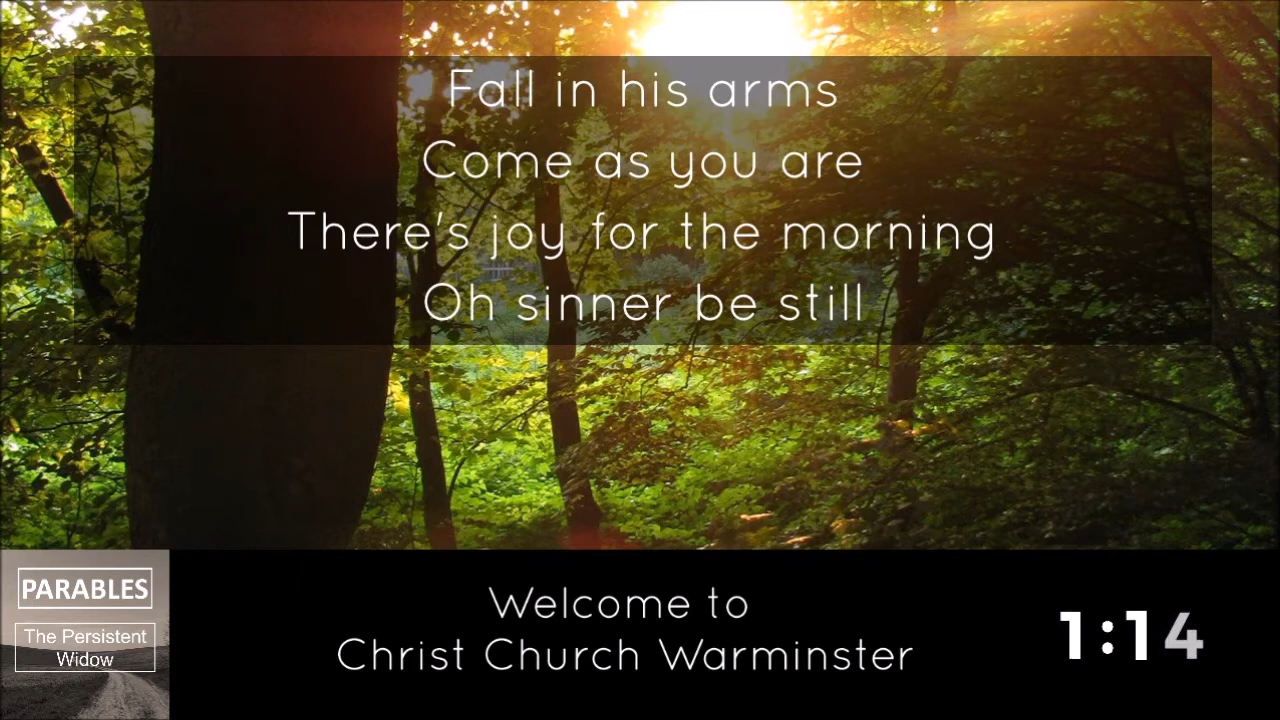 Fall in his arms
Come as you are
There's joy for the morning
Oh sinner be still
PARABLES
The Persistent
Widow
Welcome to
Christ Church Warminster
1:14